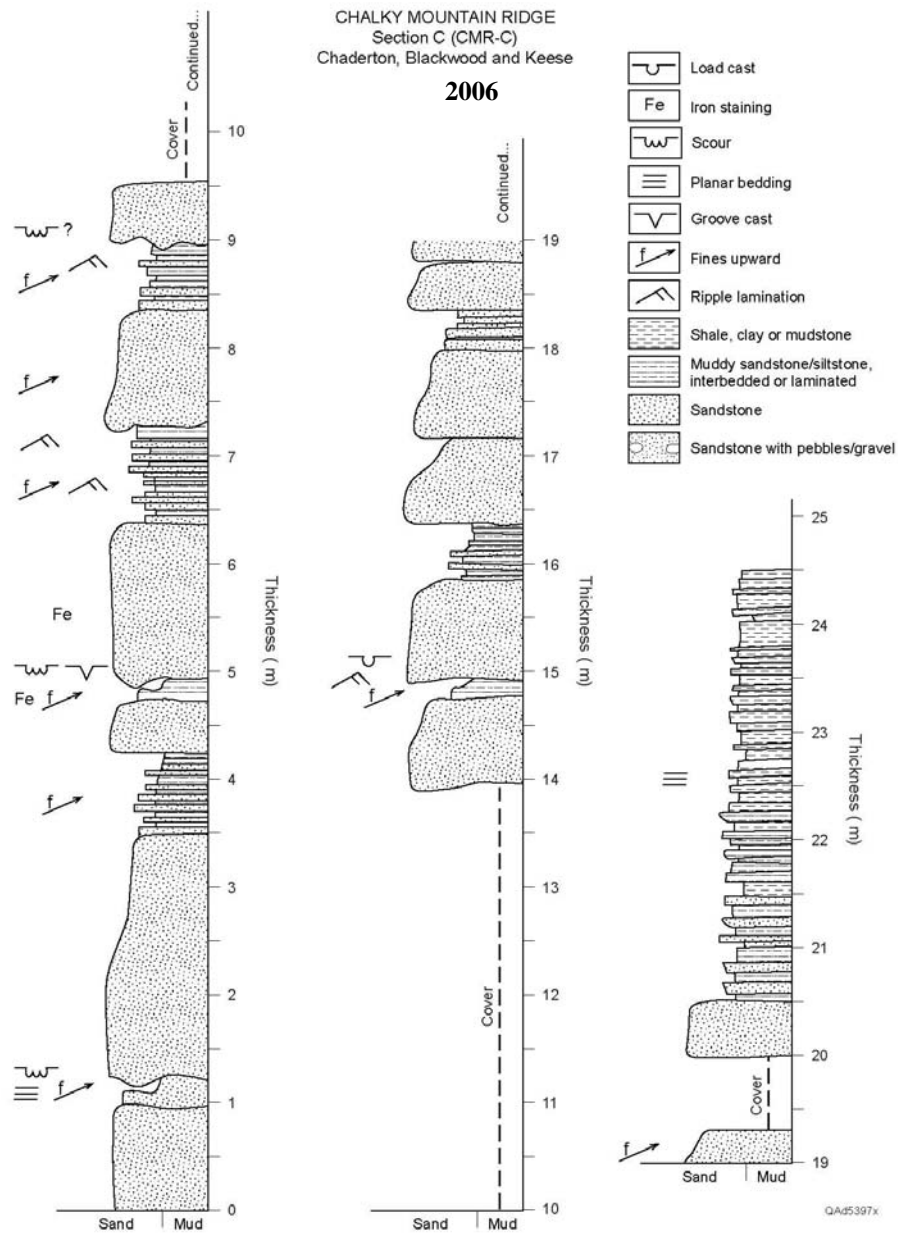 CHALKY MOUNTAIN RIDGE
Section C (CMR-C)
Chaderton, Blackwood and Keese
2006
Continued...
Cover
10
9
8
7
6
5
4
3
2
1
0
Thickness ( m)
?
f
f
f
Fe
Fe f
f
f
Sand Mud
Continued...
19
18
17
16
15
14
13
12
11
10
Thickness ( m)
f
Cover
Sand Mud
Load cast
Fe Iron staining
Scour
Planar bedding
Groove cast
f Fines upward
Ripple lamination
Shale, clay or mudstone
Muddy sandstone/siltstone,
interbedded or laminated
Sandstone
Sandstone with pebbles/gravel
25
24
23
22
21
20
19
Thickness ( m)
Cover
f
Sand Mud
QAd5397x